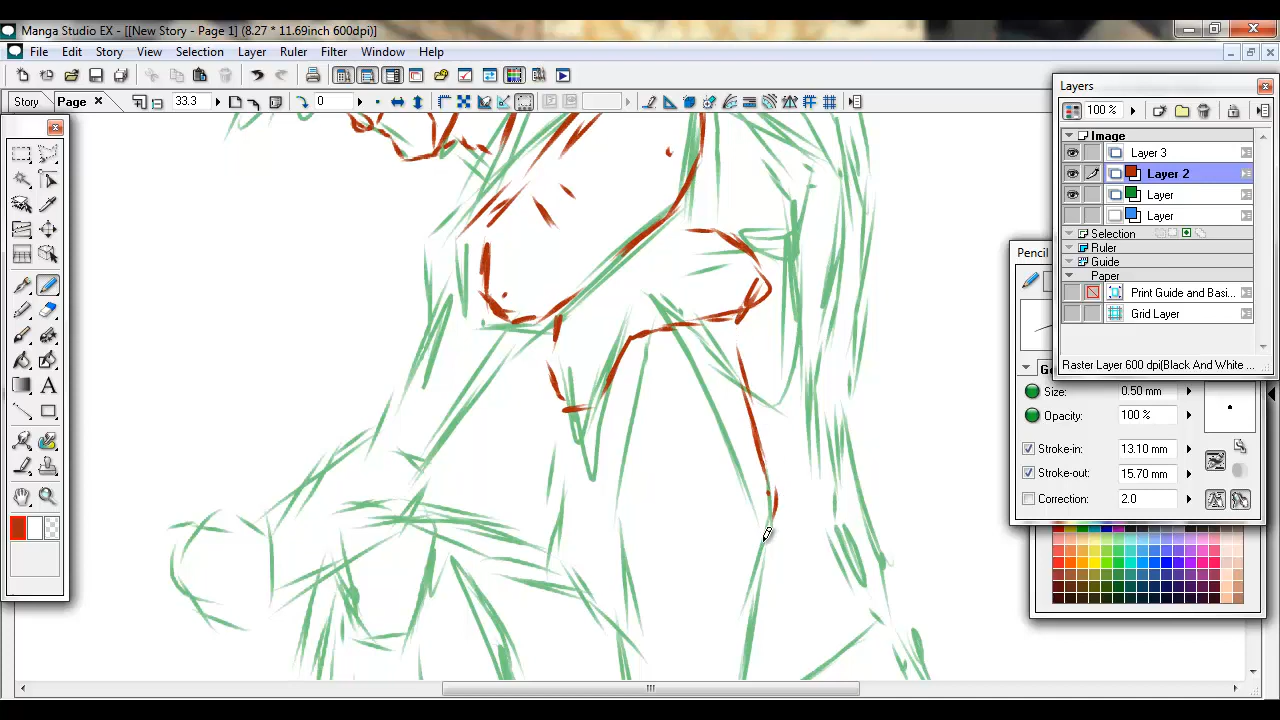 Manga Studio EX - [[New Story - Page 1] (8.27 * 11.69inch 600dpi)]
File Edit Story View Selection Layer Ruler Filter Window Help
Story Page 33.3 0
Layers
100 %
Image
Layer 3
Layer 2
Layer
Layer
Selection
Ruler
Guide
Paper
Print Guide and Basi...
Grid Layer
Raster Layer 600 dpi(Black And White ...
Pencil
Size: 0.50 mm
Opacity: 100 %
Stroke-in: 13.10 mm
Stroke-out: 15.70 mm
Correction: 2.0